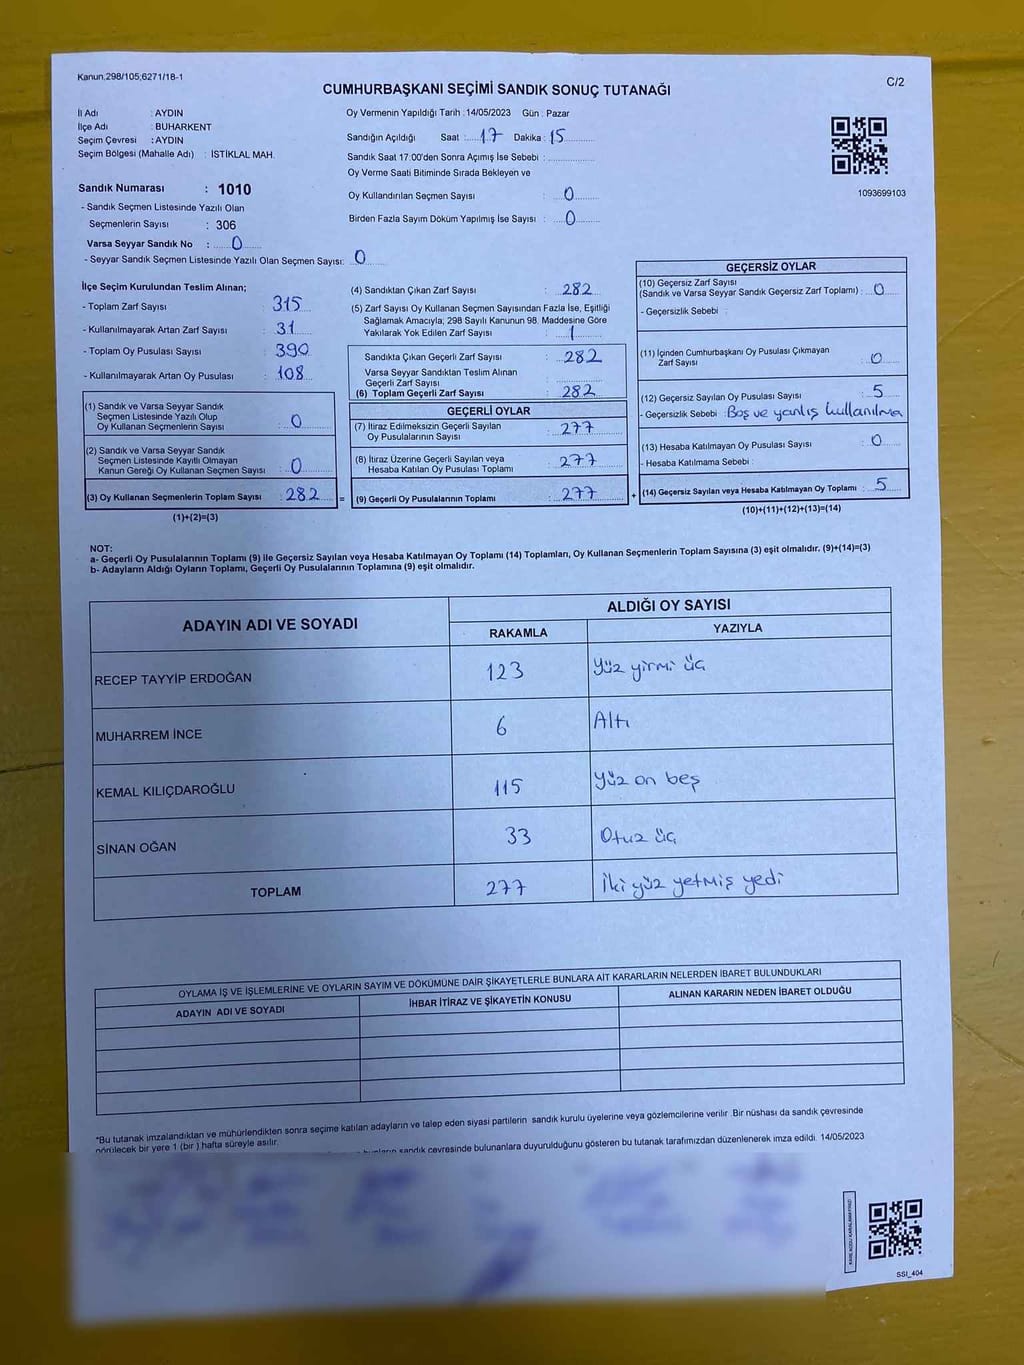 Kanun,298/105;6271/18-1
C/2
CUMHURBAŞKANI SEÇİMİ SANDIK SONUÇ TUTANAĞI
İl Adı : AYDIN
İlçe Adı : BUHARKENT
Seçim Çevresi : AYDIN
Seçim Bölgesi (Mahalle Adı) : İSTİKLAL MAH.
Sandık Numarası : 1010
- Sandık Seçmen Listesinde Yazılı Olan
Seçmenlerin Sayısı : 306
Varsa Seyyar Sandık No : 0
- Seyyar Sandık Seçmen Listesinde Yazılı Olan Seçmen Sayısı: 0
Oy Vermenin Yapıldığı Tarih : 14/05/2023 Gün : Pazar
Sandığın Açıldığı Saat : 17 Dakika : 15
Sandık Saat 17:00'den Sonra Açımış İse Sebebi :
Oy Verme Saati Bitiminde Sırada Bekleyen ve
Oy Kullandırılan Seçmen Sayısı : 0
Birden Fazla Sayım Döküm Yapılmış İse Sayısı : 0
1093699103
İlçe Seçim Kurulundan Teslim Alınan;
- Toplam Zarf Sayısı : 315
- Kullanılmayarak Artan Zarf Sayısı : 31
- Toplam Oy Pusulası Sayısı : 390
- Kullanılmayarak Artan Oy Pusulası : 108
(1) Sandık ve Varsa Seyyar Sandık
Seçmen Listesinde Yazılı Olup
Oy Kullanan Seçmenlerin Sayısı : 0
(2) Sandık ve Varsa Seyyar Sandık
Seçmen Listesinde Kayıtlı Olmayan
Kanun Gereği Oy Kullanan Seçmen Sayısı : 0
(3) Oy Kullanan Seçmenlerin Toplam Sayısı : 282 =
(1)+(2)=(3)
(4) Sandıktan Çıkan Zarf Sayısı : 282
(5) Zarf Sayısı Oy Kullanan Seçmen Sayısından Fazla İse, Eşitliği
Sağlamak Amacıyla; 298 Sayılı Kanunun 98. Maddesine Göre
Yakılarak Yok Edilen Zarf Sayısı :
Sandıkta Çıkan Geçerli Zarf Sayısı : 282
Varsa Seyyar Sandıktan Teslim Alınan
Geçerli Zarf Sayısı :
(6) Toplam Geçerli Zarf Sayısı : 282
GEÇERLİ OYLAR
(7) İtiraz Edilmeksizin Geçerli Sayılan
Oy Pusulalarının Sayısı : 277
(8) İtiraz Üzerine Geçerli Sayılan veya
Hesaba Katılan Oy Pusulası Toplamı : 277
(9) Geçerli Oy Pusulalarının Toplamı : 277 +
GEÇERSİZ OYLAR
(10) Geçersiz Zarf Sayısı
(Sandık ve Varsa Seyyar Sandık Geçersiz Zarf Toplamı) : 0
- Geçersizlik Sebebi :
(11) İçinden Cumhurbaşkanı Oy Pusulası Çıkmayan
Zarf Sayısı : 0
(12) Geçersiz Sayılan Oy Pusulası Sayısı : 5
- Geçersizlik Sebebi : Boş ve yanlış kullanılma
(13) Hesaba Katılmayan Oy Pusulası Sayısı : 0
- Hesaba Katılmama Sebebi :
(14) Geçersiz Sayılan veya Hesaba Katılmayan Oy Toplamı : 5
(10)+(11)+(12)+(13)=(14)
NOT:
a- Geçerli Oy Pusulalarının Toplamı (9) ile Geçersiz Sayılan veya Hesaba Katılmayan Oy Toplamı (14) Toplamları, Oy Kullanan Seçmenlerin Toplam Sayısına (3) eşit olmalıdır. (9)+(14)=(3)
b- Adayların Aldığı Oyların Toplamı, Geçerli Oy Pusulalarının Toplamına (9) eşit olmalıdır.
ADAYIN ADI VE SOYADI
ALDIĞI OY SAYISI
RAKAMLA YAZIYLA
RECEP TAYYİP ERDOĞAN 123 Yüz yirmi üç
MUHARREM İNCE 6 Altı
KEMAL KILIÇDAROĞLU 115 Yüz on beş
SİNAN OĞAN 33 Otuz üç
TOPLAM 277 İki yüz yetmiş yedi
OYLAMA İŞ VE İŞLEMLERİNE VE OYLARIN SAYIM VE DÖKÜMÜNE DAİR ŞİKAYETLERLE BUNLARA AİT KARARLARIN NELERDEN İBARET BULUNDUKLARI
ADAYIN ADI VE SOYADI İHBAR İTİRAZ VE ŞİKAYETİN KONUSU ALINAN KARARIN NEDEN İBARET OLDUĞU
*Bu tutanak imzalandıktan ve mühürlendikten sonra seçime katılan adayların ve talep eden siyasi partilerin sandık kurulu üyelerine veya gözlemcilerine verilir .Bir nüshası da sandık çevresinde
görülecek bir yere 1 (bir ) hafta süreyle asılır.
sandık çevresinde bulunanlara duyurulduğunu gösteren bu tutanak tarafımızdan düzenlenerek imza edildi. 14/05/2023
SSI_404